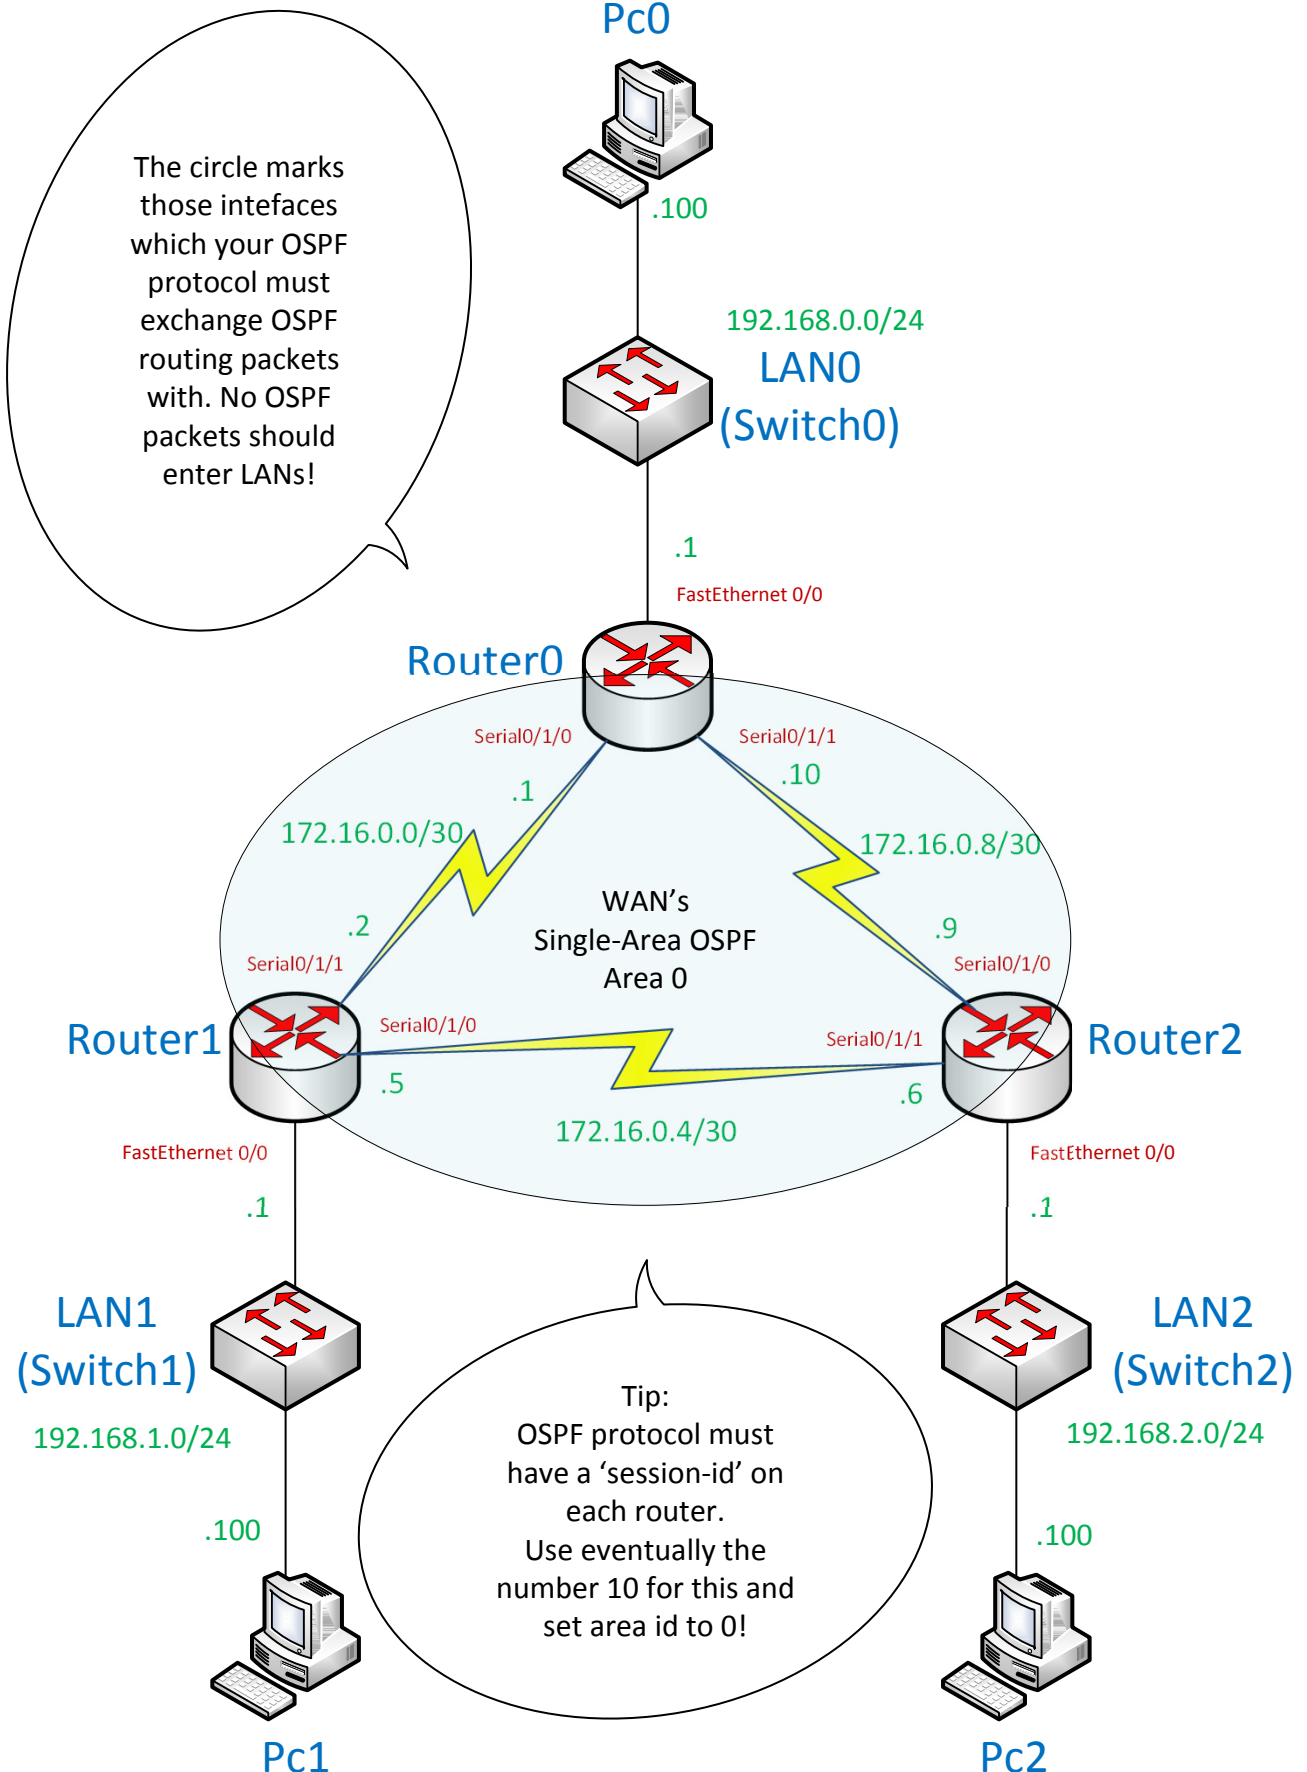 Pc0
The circle marks
those intefaces
which your OSPF
protocol must
exchange OSPF
routing packets
with. No OSPF
packets should
enter LANs!
.100
192.168.0.0/24
LAN0
(Switch0)
.1
FastEthernet 0/0
Router0
Serial0/1/0
Serial0/1/1
.1
.10
172.16.0.0/30
172.16.0.8/30
WAN's
Single-Area OSPF
Area 0
.2
.9
Serial0/1/1
Serial0/1/0
Router1
Serial0/1/0
Serial0/1/1
Router2
.5
.6
172.16.0.4/30
FastEthernet 0/0
FastEthernet 0/0
.1
.1
LAN1
(Switch1)
192.168.1.0/24
LAN2
(Switch2)
192.168.2.0/24
Tip:
OSPF protocol must
have a ‘session-id’ on
each router.
Use eventually the
number 10 for this and
set area id to 0!
.100
.100
Pc1
Pc2